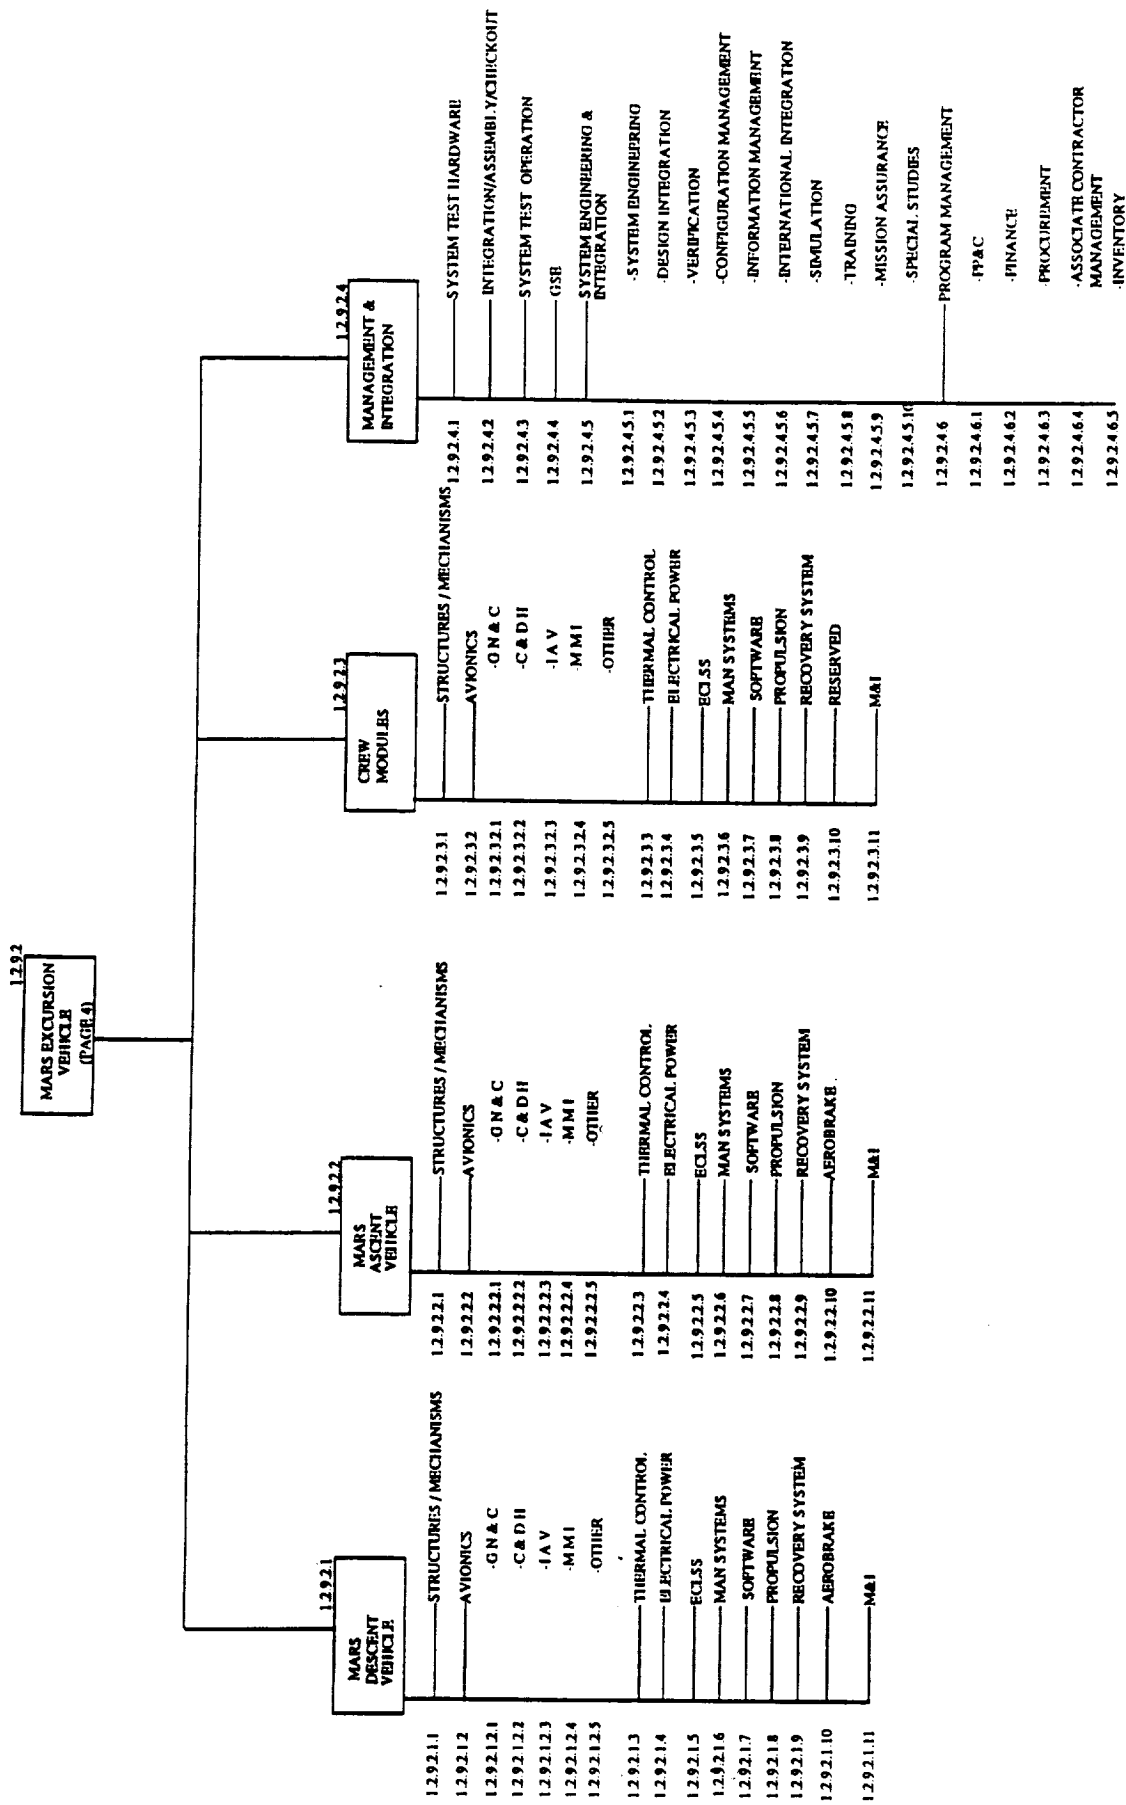 1.2.9.2
MARS EXCURSION
VEHICLE
(PAGE 4)
1.2.9.2.1
MARS
DESCENT
VEHICLE
1.2.9.2.1.1 STRUCTURES / MECHANISMS
1.2.9.2.1.2 AVIONICS
1.2.9.2.1.2.1 -G N & C
1.2.9.2.1.2.2 -C & D H
1.2.9.2.1.2.3 -I A V
1.2.9.2.1.2.4 -M M I
1.2.9.2.1.2.5 -OTHER
1.2.9.2.1.3 THERMAL CONTROL
1.2.9.2.1.4 ELECTRICAL POWER
1.2.9.2.1.5 ECLSS
1.2.9.2.1.6 MAN SYSTEMS
1.2.9.2.1.7 SOFTWARE
1.2.9.2.1.8 PROPULSION
1.2.9.2.1.9 RECOVERY SYSTEM
1.2.9.2.1.10 AEROBRAKE
1.2.9.2.1.11 M&I
1.2.9.2.2
MARS
ASCENT
VEHICLE
1.2.9.2.2.1 STRUCTURES / MECHANISMS
1.2.9.2.2.2 AVIONICS
1.2.9.2.2.2.1 -G N & C
1.2.9.2.2.2.2 -C & D H
1.2.9.2.2.2.3 -I A V
1.2.9.2.2.2.4 -M M I
1.2.9.2.2.2.5 -OTHER
1.2.9.2.2.3 THERMAL CONTROL
1.2.9.2.2.4 ELECTRICAL POWER
1.2.9.2.2.5 ECLSS
1.2.9.2.2.6 MAN SYSTEMS
1.2.9.2.2.7 SOFTWARE
1.2.9.2.2.8 PROPULSION
1.2.9.2.2.9 RECOVERY SYSTEM
1.2.9.2.2.10 AEROBRAKE
1.2.9.2.2.11 M&I
1.2.9.2.3
CREW
MODULES
1.2.9.2.3.1 STRUCTURES / MECHANISMS
1.2.9.2.3.2 AVIONICS
1.2.9.2.3.2.1 -G N & C
1.2.9.2.3.2.2 -C & D H
1.2.9.2.3.2.3 -I A V
1.2.9.2.3.2.4 -M M I
1.2.9.2.3.2.5 -OTHER
1.2.9.2.3.3 THERMAL CONTROL
1.2.9.2.3.4 ELECTRICAL POWER
1.2.9.2.3.5 ECLSS
1.2.9.2.3.6 MAN SYSTEMS
1.2.9.2.3.7 SOFTWARE
1.2.9.2.3.8 PROPULSION
1.2.9.2.3.9 RECOVERY SYSTEM
1.2.9.2.3.10 RESERVED
1.2.9.2.3.11 M&I
1.2.9.2.4
MANAGEMENT &
INTEGRATION
1.2.9.2.4.1 SYSTEM TEST HARDWARE
1.2.9.2.4.2 INTEGRATION/ASSEMBLY/CHECKOUT
1.2.9.2.4.3 SYSTEM TEST OPERATION
1.2.9.2.4.4 GSE
1.2.9.2.4.5 SYSTEM ENGINEERING &
INTEGRATION
1.2.9.2.4.5.1 -SYSTEM ENGINEERING
1.2.9.2.4.5.2 -DESIGN INTEGRATION
1.2.9.2.4.5.3 -VERIFICATION
1.2.9.2.4.5.4 -CONFIGURATION MANAGEMENT
1.2.9.2.4.5.5 -INFORMATION MANAGEMENT
1.2.9.2.4.5.6 -INTERNATIONAL INTEGRATION
1.2.9.2.4.5.7 -SIMULATION
1.2.9.2.4.5.8 -TRAINING
1.2.9.2.4.5.9 -MISSION ASSURANCE
1.2.9.2.4.5.10 -SPECIAL STUDIES
1.2.9.2.4.6 PROGRAM MANAGEMENT
1.2.9.2.4.6.1 -PP&C
1.2.9.2.4.6.2 -FINANCE
1.2.9.2.4.6.3 -PROCUREMENT
1.2.9.2.4.6.4 -ASSOCIATE CONTRACTOR
MANAGEMENT
1.2.9.2.4.6.5 -INVENTORY